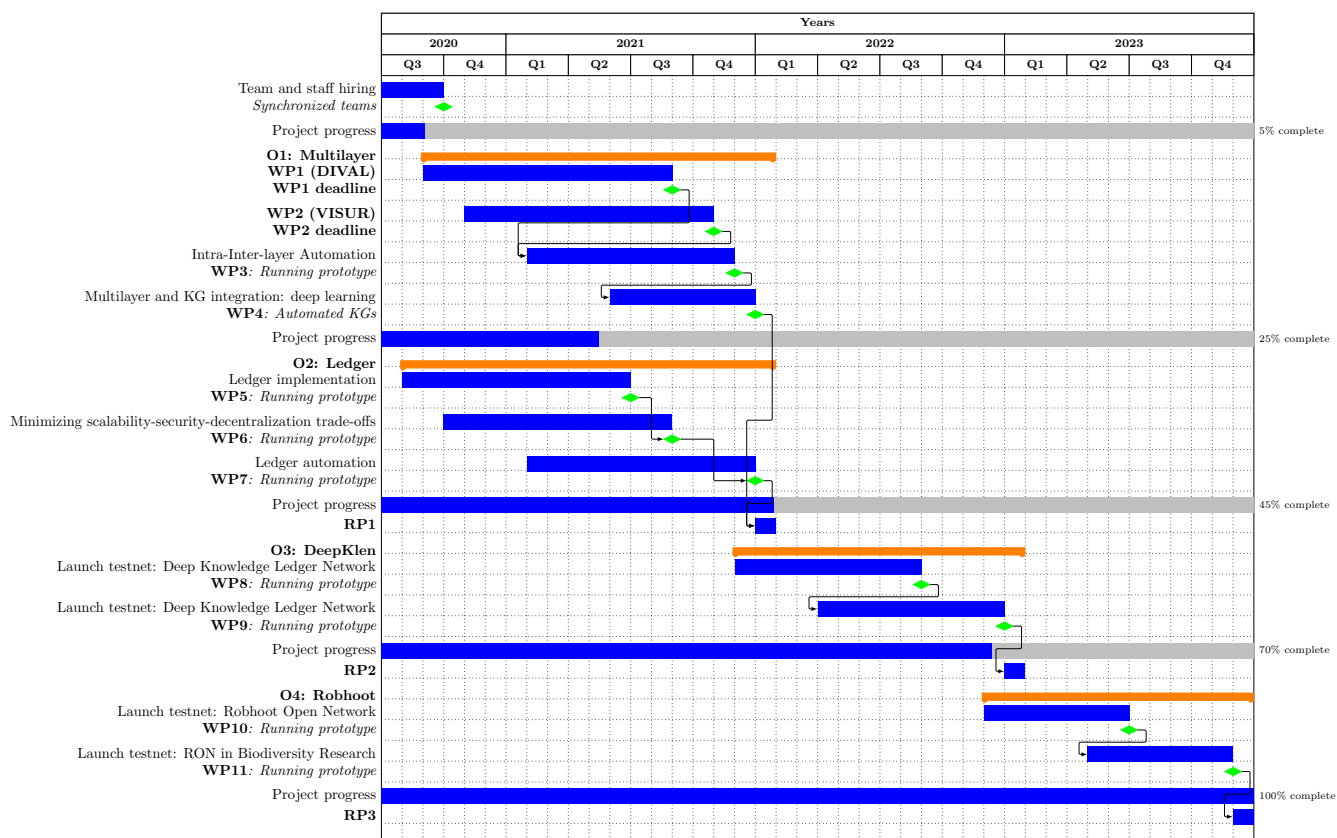 Years
2020 2021 2022 2023
Q3 Q4 Q1 Q2 Q3 Q4 Q1 Q2 Q3 Q4 Q1 Q2 Q3 Q4
Team and staff hiring
Synchronized teams
Project progress 5% complete
O1: Multilayer
WP1 (DIVAL)
WP1 deadline
WP2 (VISUR)
WP2 deadline
Intra-Inter-layer Automation
WP3: Running prototype
Multilayer and KG integration: deep learning
WP4: Automated KGs
Project progress 25% complete
O2: Ledger
Ledger implementation
WP5: Running prototype
Minimizing scalability-security-decentralization trade-offs
WP6: Running prototype
Ledger automation
WP7: Running prototype
Project progress 45% complete
RP1
O3: DeepKlen
Launch testnet: Deep Knowledge Ledger Network
WP8: Running prototype
Launch testnet: Deep Knowledge Ledger Network
WP9: Running prototype
Project progress 70% complete
RP2
O4: Robhoot
Launch testnet: Robhoot Open Network
WP10: Running prototype
Launch testnet: RON in Biodiversity Research
WP11: Running prototype
Project progress 100% complete
RP3